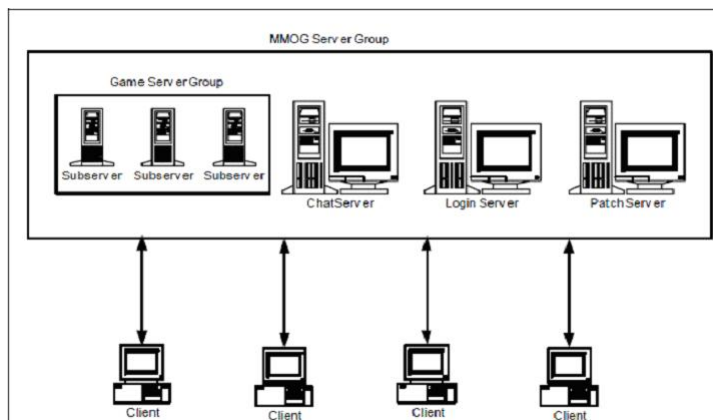 MMOG Server Group
Game Server Group
Subserver Subserver Subserver
ChatServer Login Server PatchServer
Client Client Client Client